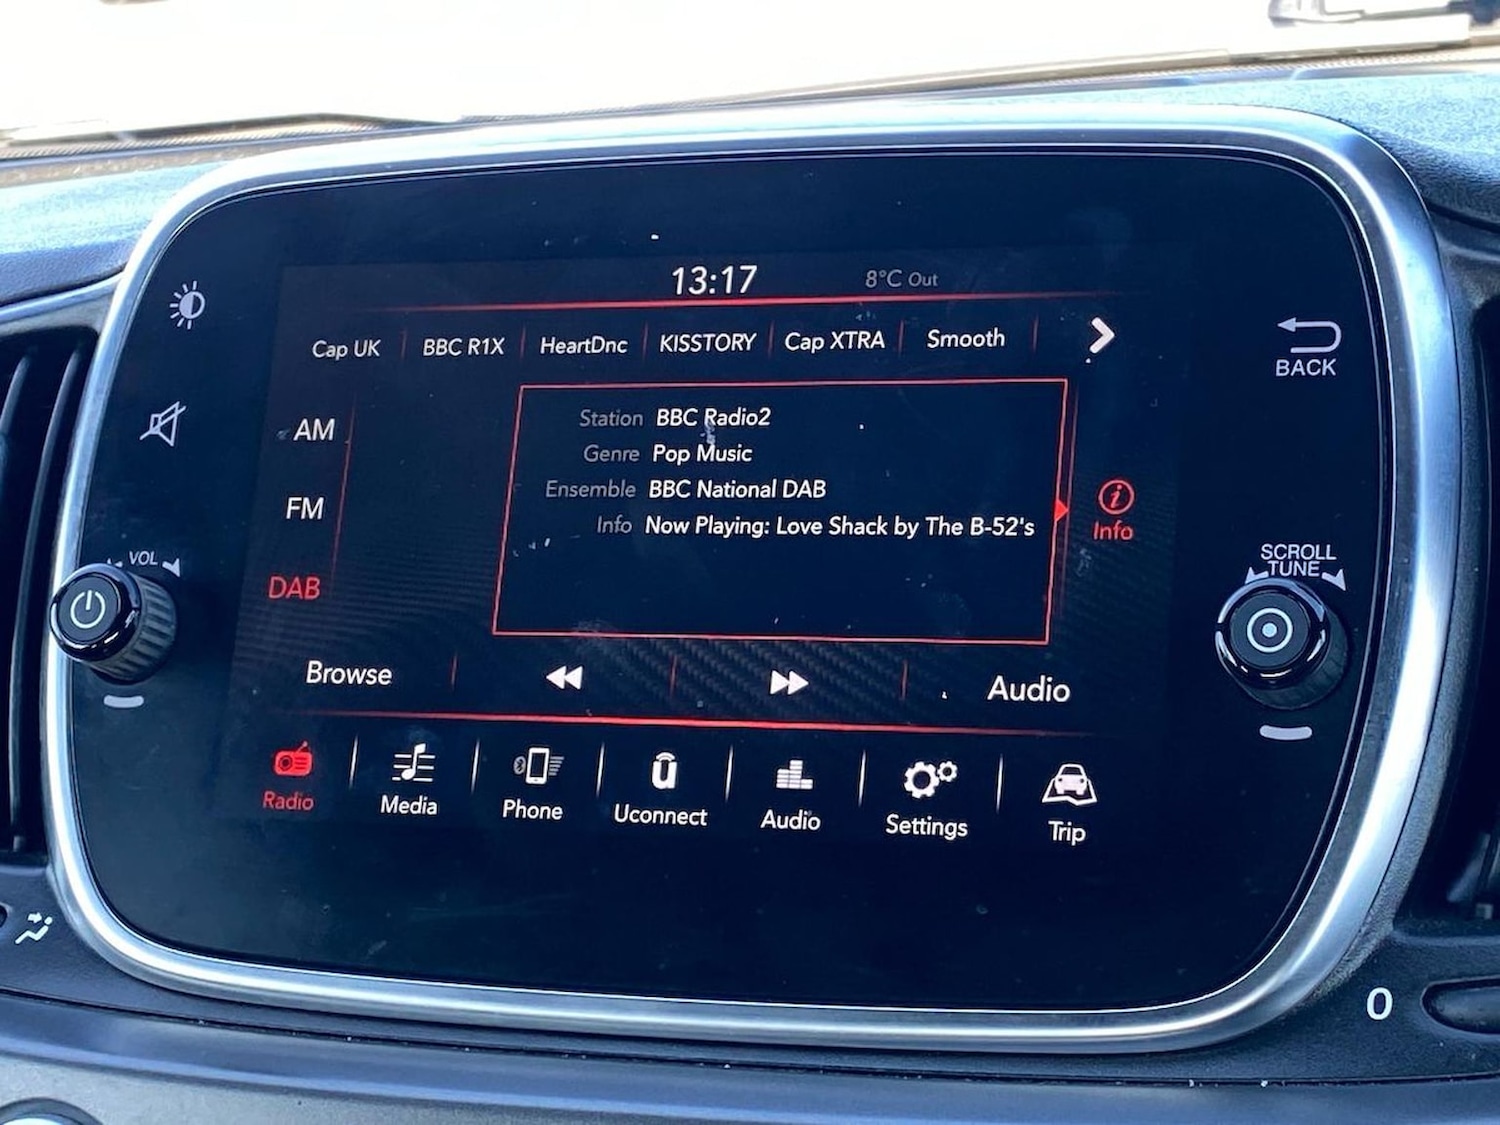 13:17 8°C Out
Cap UK BBC R1X HeartDnc KISSTORY Cap XTRA Smooth
BACK
AM
FM
DAB
Station BBC Radio2
Genre Pop Music
Ensemble BBC National DAB
Info Now Playing: Love Shack by The B-52's
Info
VOL
SCROLL
TUNE
Browse Audio
Radio Media Phone Uconnect Audio Settings Trip
0